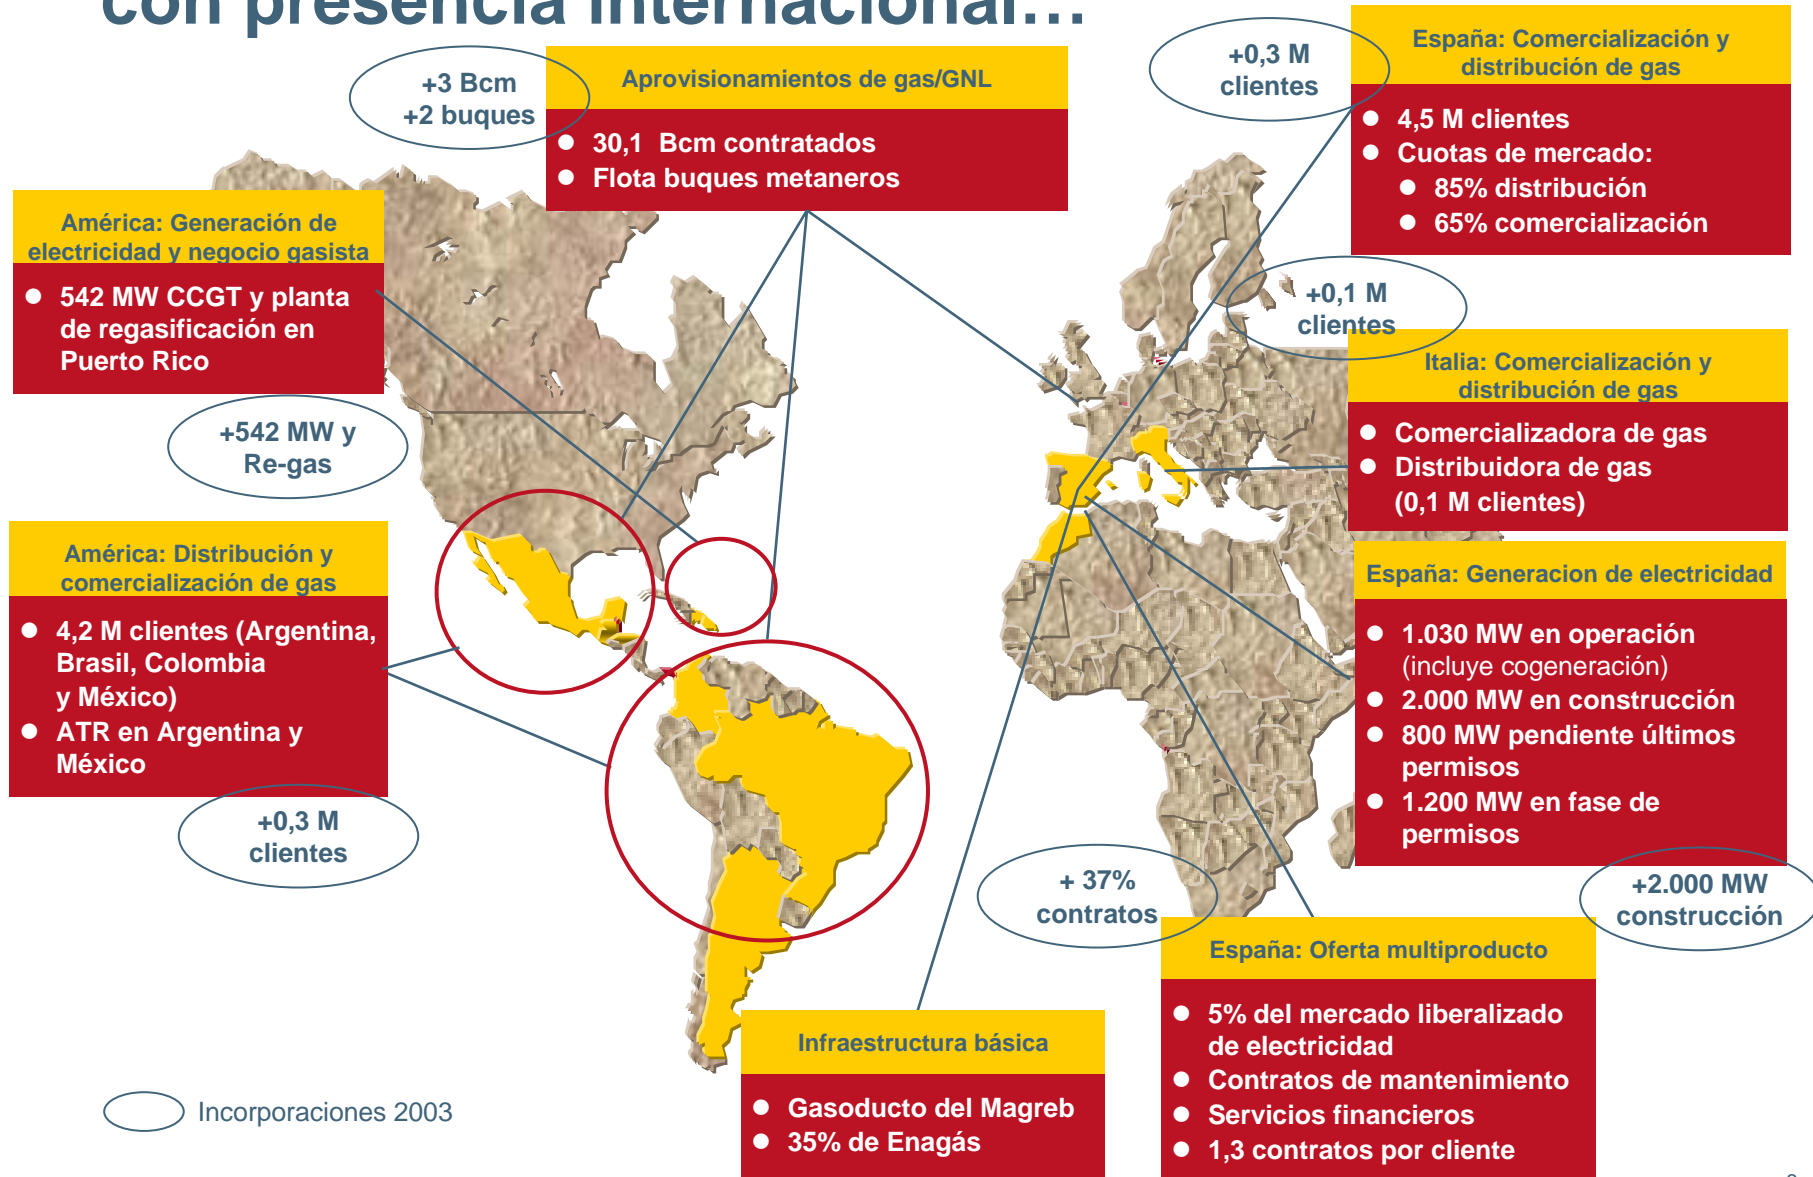 con presencia internacional…
+3 Bcm
+2 buques
Aprovisionamientos de gas/GNL
30,1 Bcm contratados
Flota buques metaneros
+0,3 M
clientes
España: Comercialización y
distribución de gas
4,5 M clientes
Cuotas de mercado:
85% distribución
65% comercialización
América: Generación de
electricidad y negocio gasista
542 MW CCGT y planta
de regasificación en
Puerto Rico
+542 MW y
Re-gas
+0,1 M
clientes
Italia: Comercialización y
distribución de gas
Comercializadora de gas
Distribuidora de gas
(0,1 M clientes)
América: Distribución y
comercialización de gas
4,2 M clientes (Argentina,
Brasil, Colombia
y México)
ATR en Argentina y
México
+0,3 M
clientes
España: Generacion de electricidad
1.030 MW en operación
(incluye cogeneración)
2.000 MW en construcción
800 MW pendiente últimos
permisos
1.200 MW en fase de
permisos
+2.000 MW
construcción
+ 37%
contratos
España: Oferta multiproducto
5% del mercado liberalizado
de electricidad
Contratos de mantenimiento
Servicios financieros
1,3 contratos por cliente
Infraestructura básica
Gasoducto del Magreb
35% de Enagás
Incorporaciones 2003